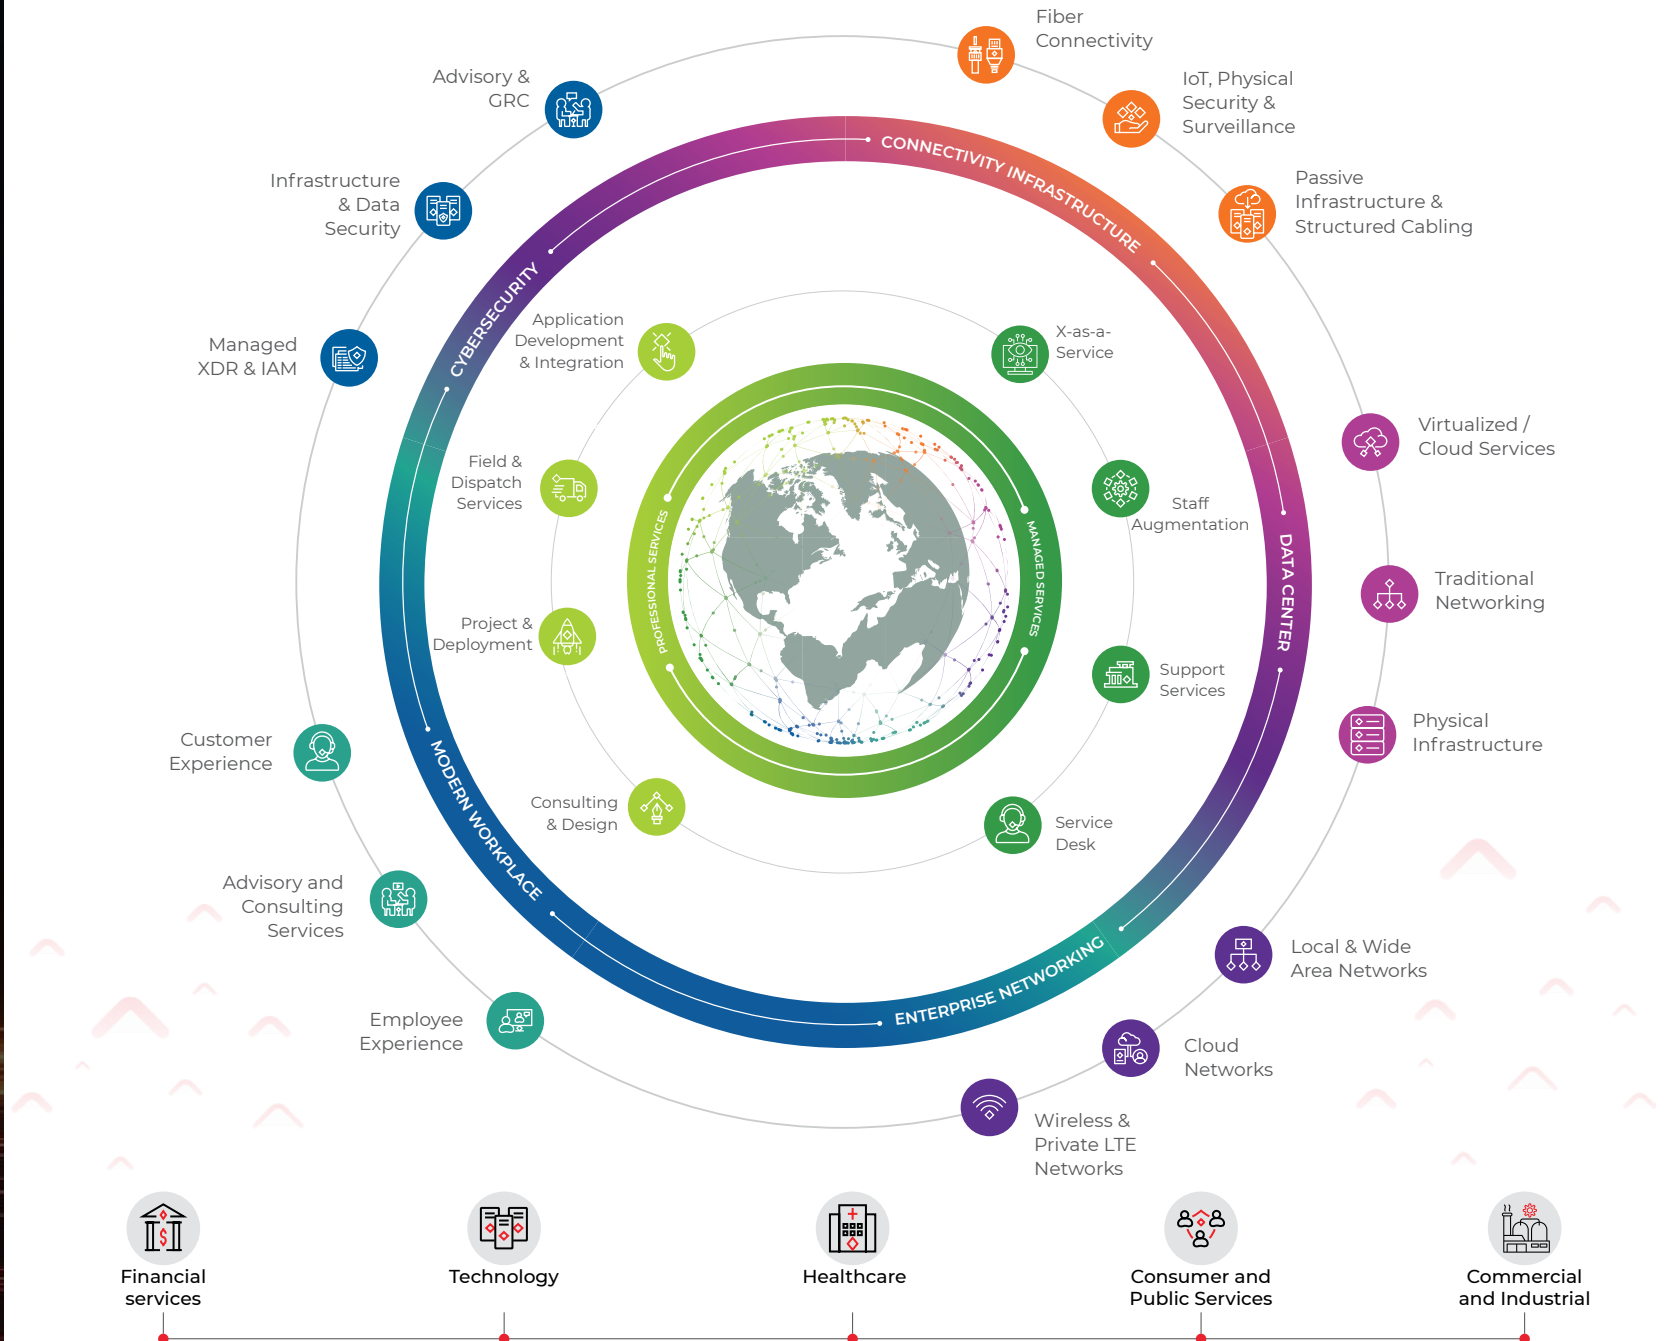 Fiber
Connectivity
IoT, Physical
Security &
Surveillance
Passive
Infrastructure &
Structured Cabling
Advisory &
GRC
Infrastructure
& Data
Security
Managed
XDR & IAM
CONNECTIVITY INFRASTRUCTURE
CYBERSECURITY
Application
Development
& Integration
X-as-a-
Service
Virtualized /
Cloud Services
Field &
Dispatch
Services
Staff
Augmentation
PROFESSIONAL SERVICES
MANAGED SERVICES
DATA CENTER
Traditional
Networking
Project &
Deployment
Support
Services
Physical
Infrastructure
Customer
Experience
MODERN WORKPLACE
Consulting
& Design
Service
Desk
Advisory and
Consulting
Services
ENTERPRISE NETWORKING
Local & Wide
Area Networks
Employee
Experience
Cloud
Networks
Wireless &
Private LTE
Networks
Financial
services
Technology
Healthcare
Consumer and
Public Services
Commercial
and Industrial